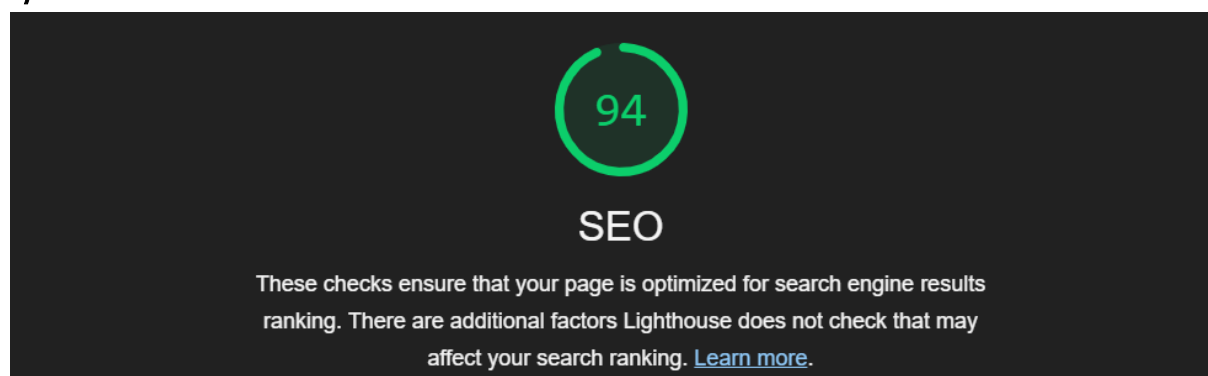 94
SEO
These checks ensure that your page is optimized for search engine results
ranking. There are additional factors Lighthouse does not check that may
affect your search ranking. Learn more.